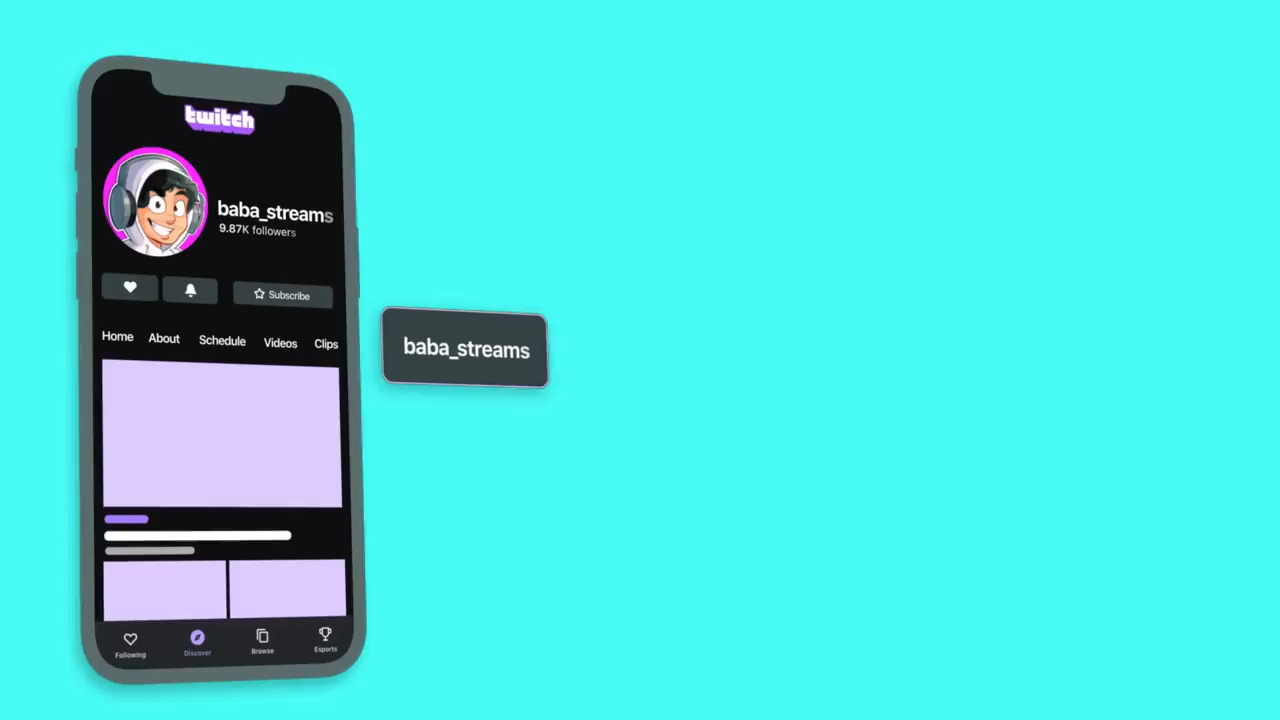 twitch
baba_streams
9.87K followers
Subscribe
Home About Schedule Videos Clips
baba_streams
Following Discover Browse Esports